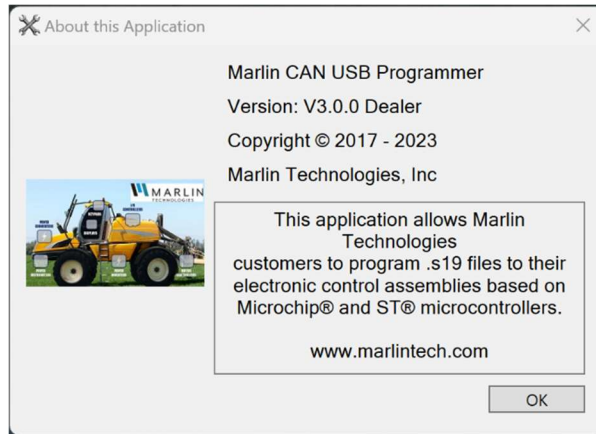 About this Application
Marlin CAN USB Programmer
Version: V3.0.0 Dealer
Copyright © 2017 - 2023
Marlin Technologies, Inc
MARLIN
TECHNOLOGIES
This application allows Marlin
Technologies
customers to program .s19 files to their
electronic control assemblies based on
Microchip® and ST® microcontrollers.
www.marlintech.com
OK